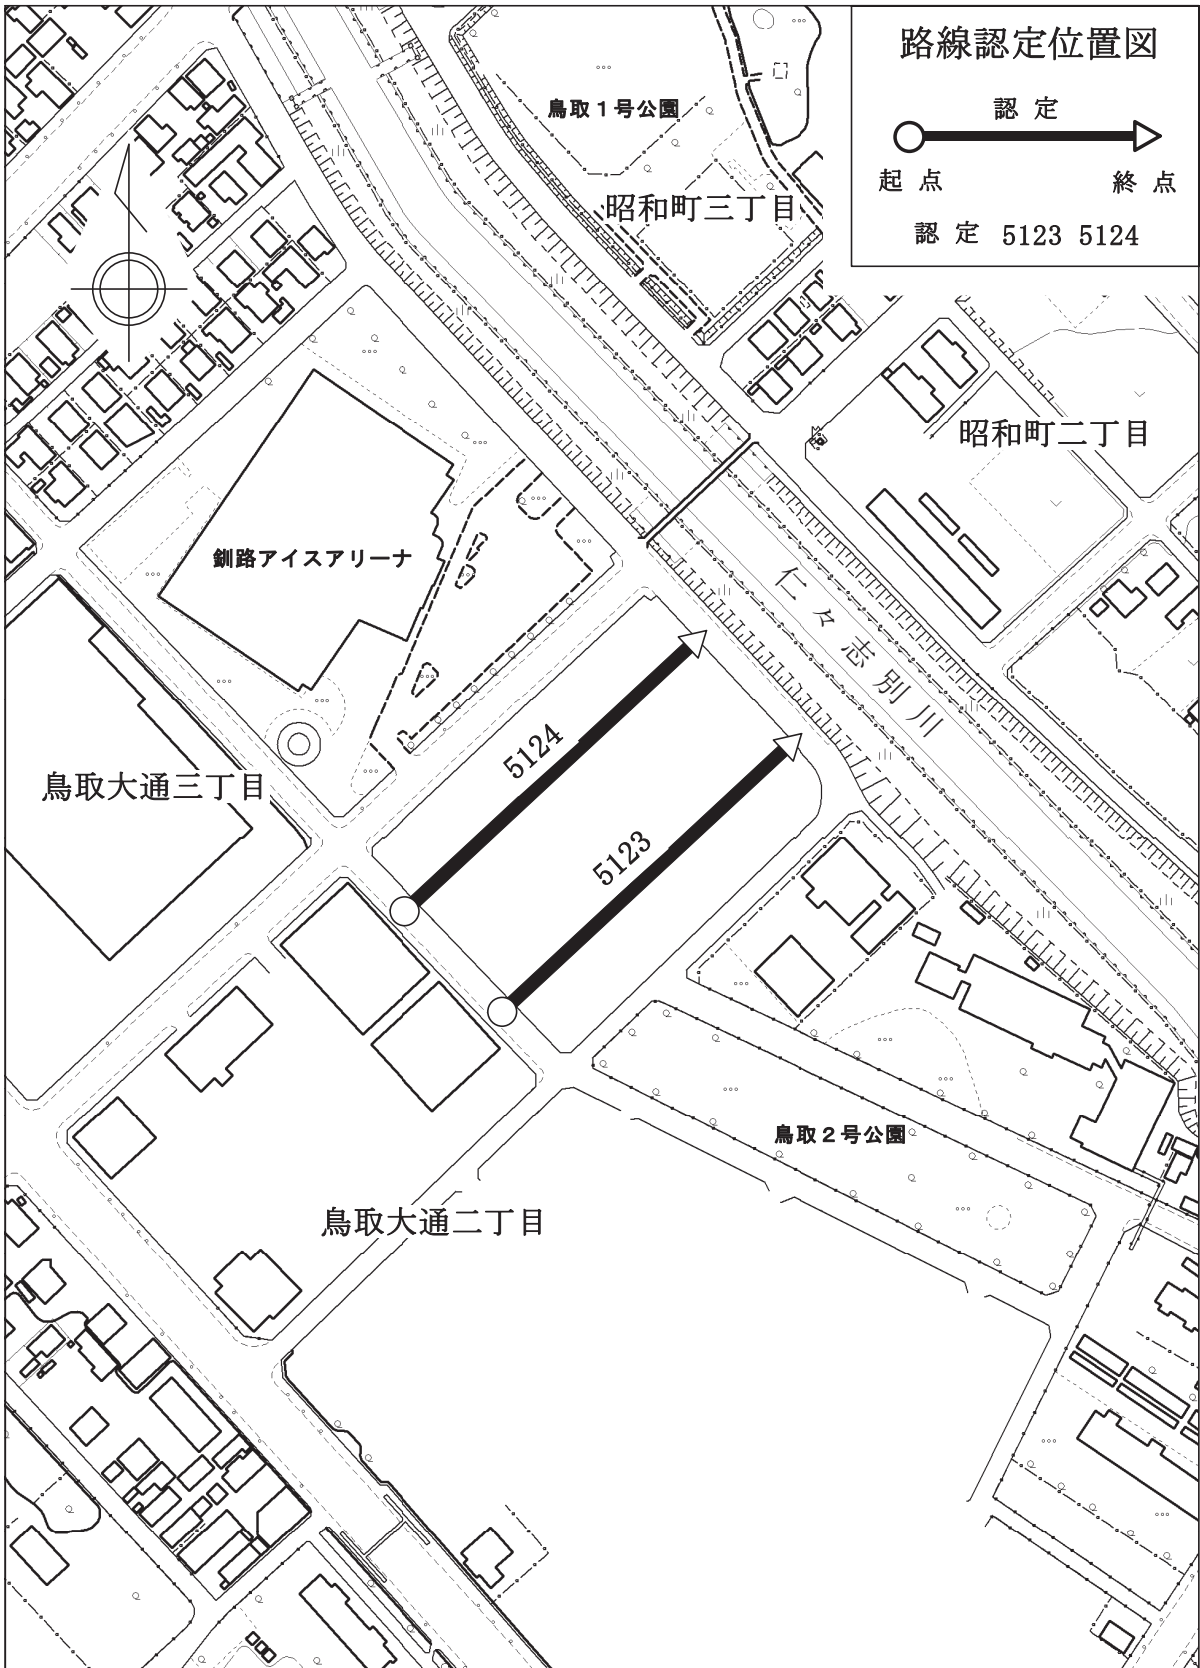 路線認定位置図
認定
起点 終点
認定 5123 5124
鳥取1号公園
昭和町三丁目
昭和町二丁目
釧路アイスアリーナ
仁々志別川
5124
鳥取大通三丁目
5123
鳥取2号公園
鳥取大通二丁目